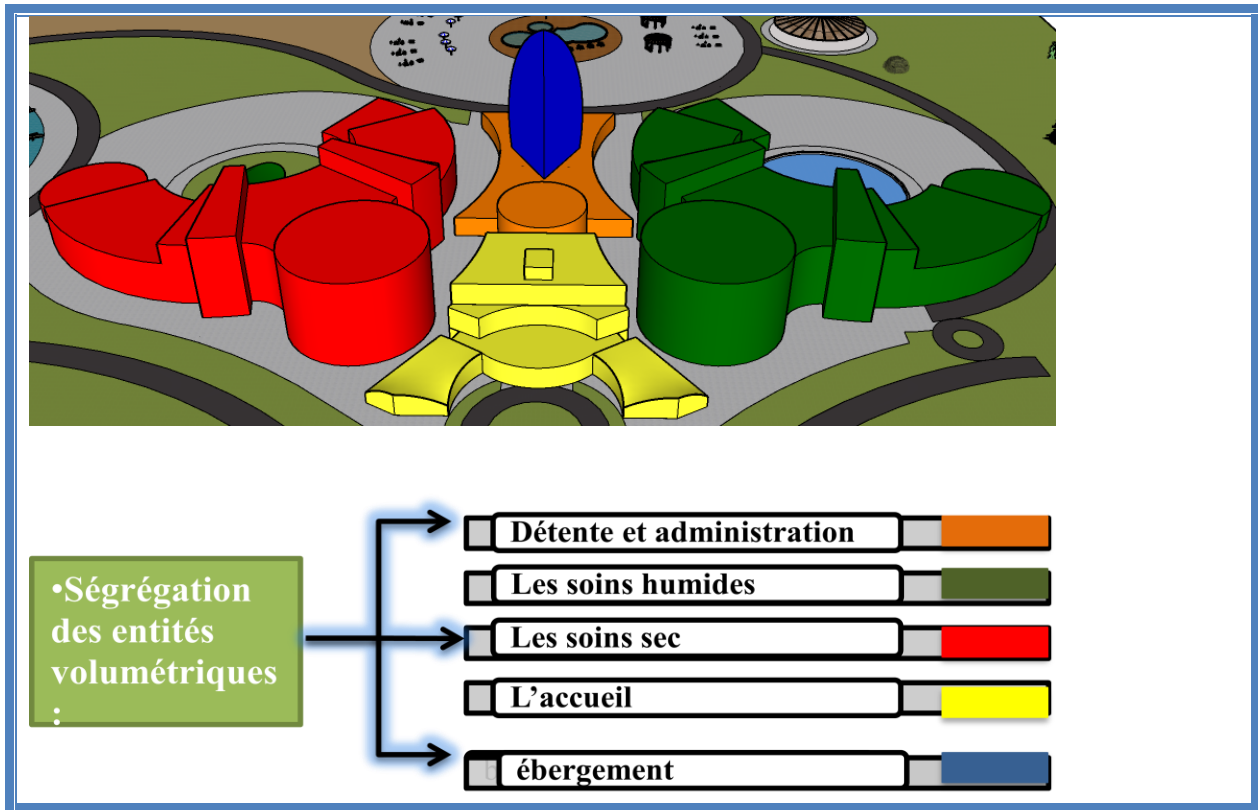 •Ségrégation
des entités
volumétriques
:
Détente et administration
Les soins humides
Les soins sec
L’accueil
ébergement